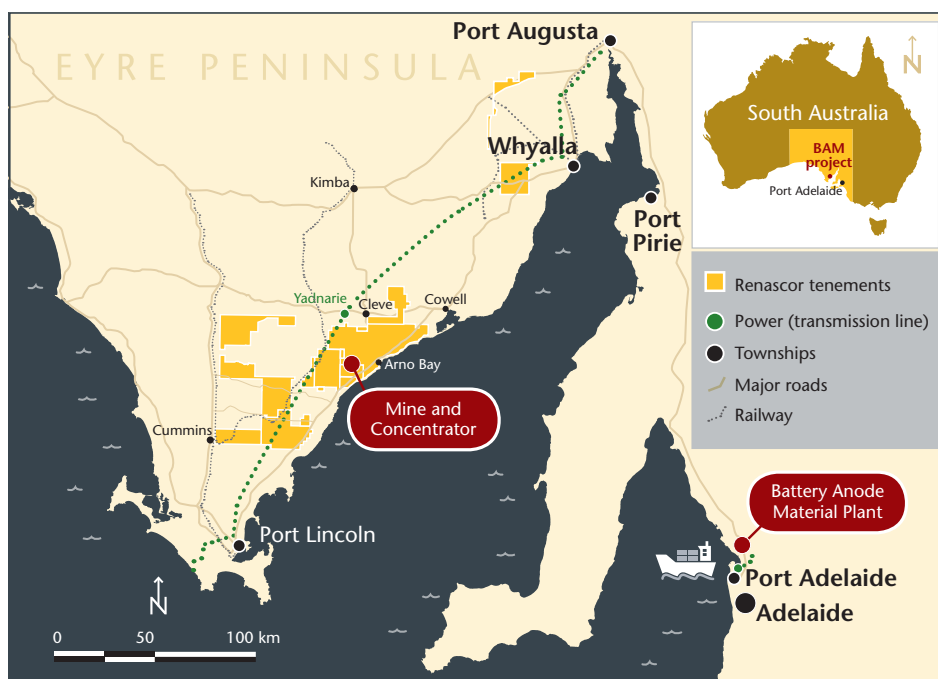 Port Augusta
EYRE PENINSULA
N
South Australia
BAM
project
Port Adelaide
Whyalla
Kimba
Port
Pirie
Renascor tenements
Power (transmission line)
Townships
Major roads
Railway
Yadnarie
Cleve
Cowell
Arno Bay
Mine and
Concentrator
Cummins
Battery Anode
Material Plant
Port Lincoln
Port Adelaide
Adelaide
N
0 50 100 km